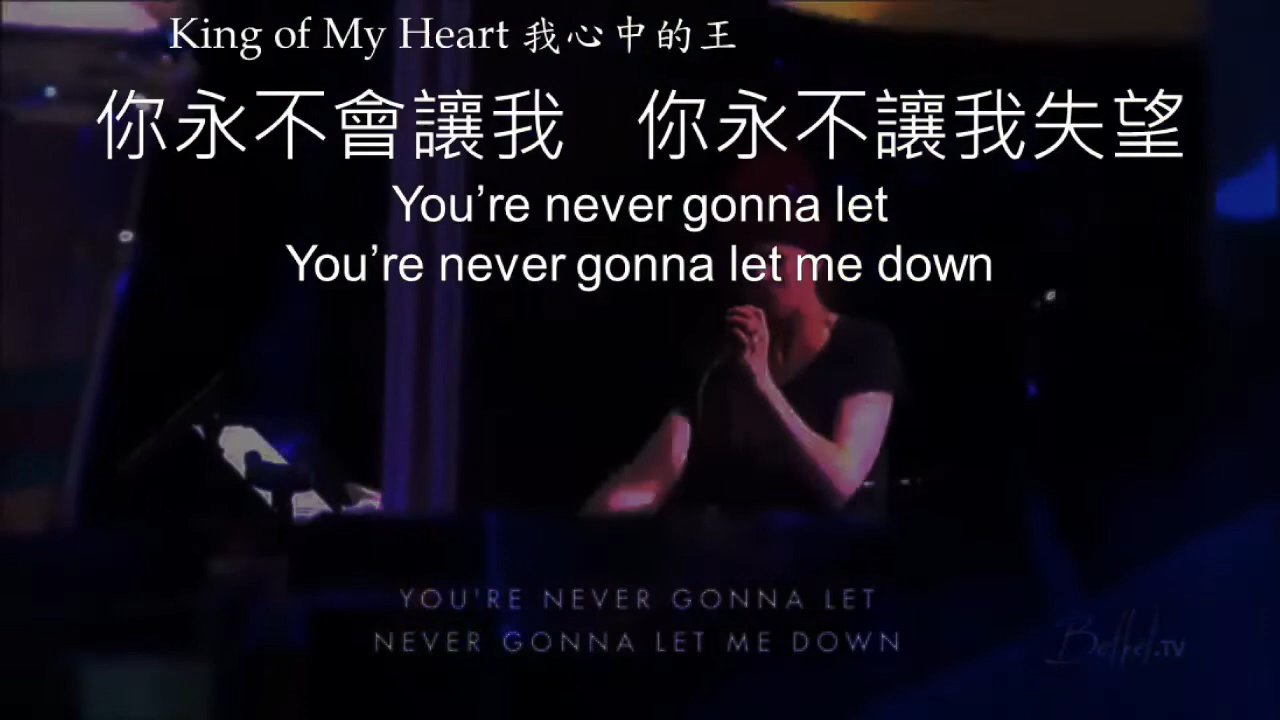 King of My Heart 我心中的王
你永不會讓我　你永不讓我失望
You’re never gonna let
You’re never gonna let me down
YOU'RE NEVER GONNA LET
NEVER GONNA LET ME DOWN
Bethel.TV